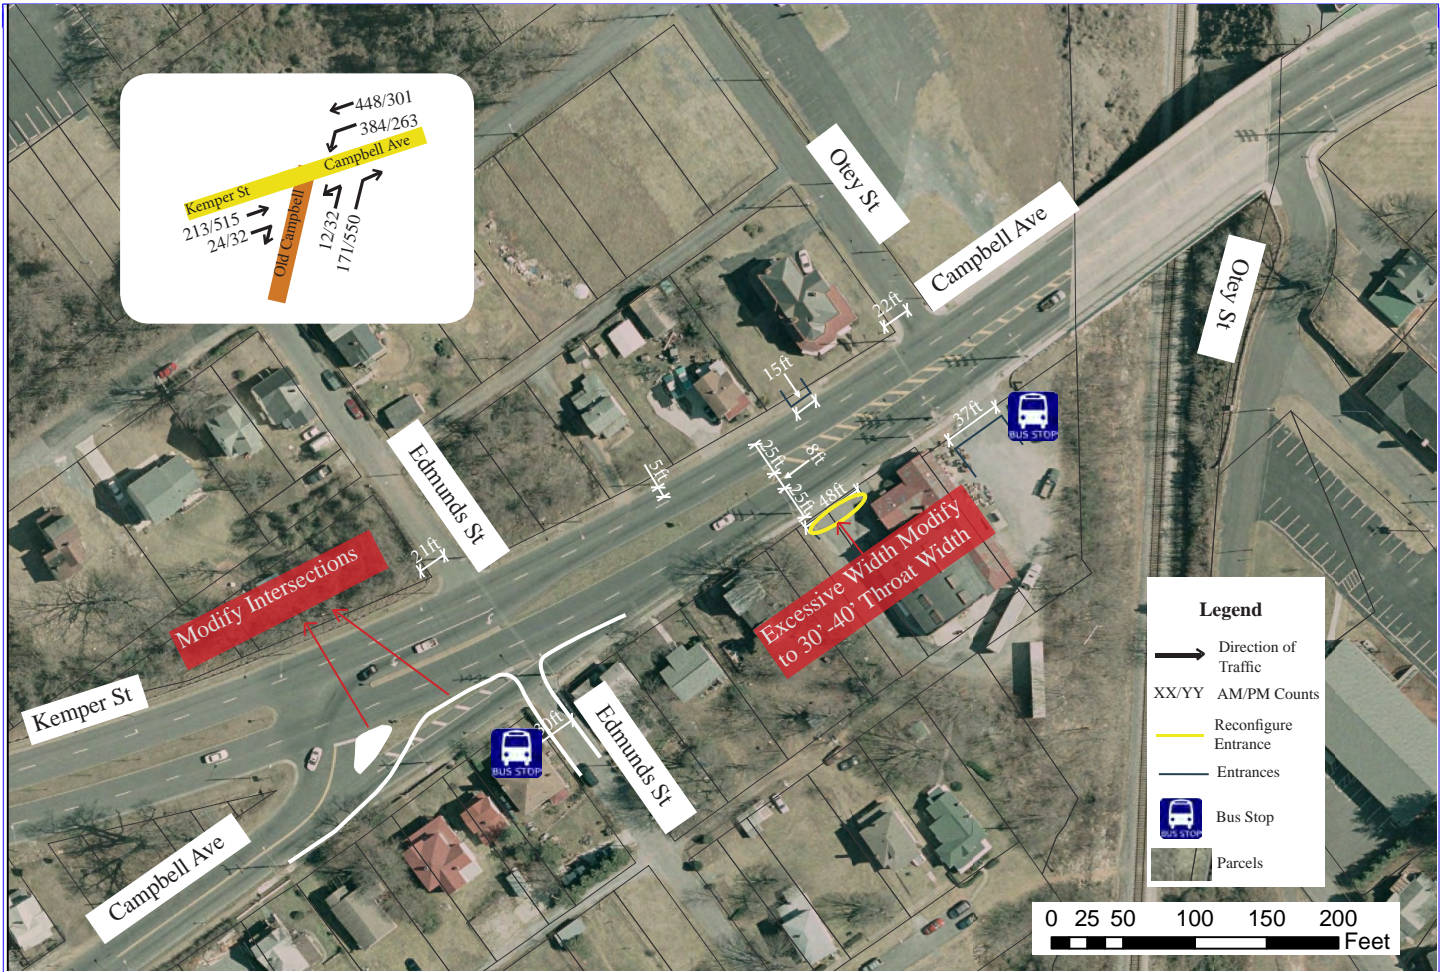 448/301
384/263
Campbell Ave
Kemper St
213/515
24/32
Old Campbell
12/32
171/550
Otey St
Campbell Ave
Otey St
22ft
15ft
37ft
BUS STOP
Edmunds St
5ft
25ft
8ft
25ft
48ft
21ft
Modify Intersections
Excessive Width Modify
to 30'-40' Throat Width
Kemper St
30ft
BUS STOP
Edmunds St
Campbell Ave
Legend
Direction of
Traffic
XX/YY AM/PM Counts
Reconfigure
Entrance
Entrances
BUS STOP
Bus Stop
Parcels
0 25 50 100 150 200
Feet